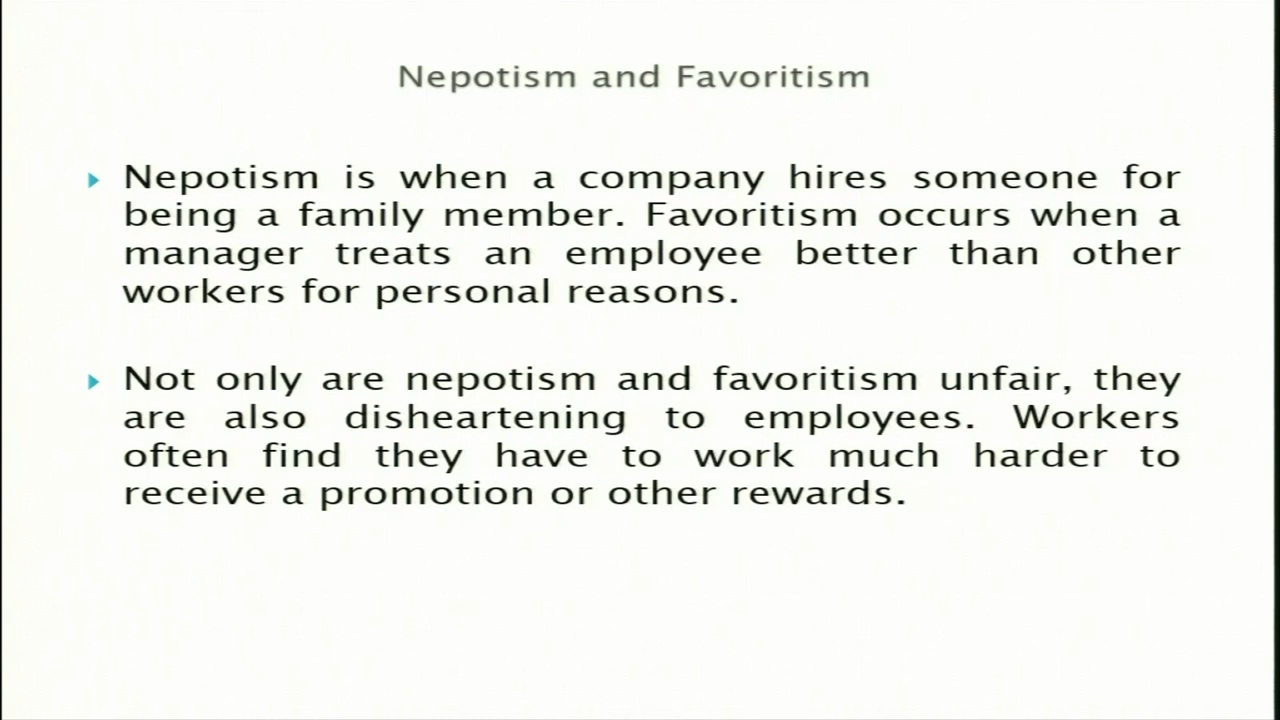 Nepotism and Favoritism
Nepotism is when a company hires someone for
being a family member. Favoritism occurs when a
manager treats an employee better than other
workers for personal reasons.
Not only are nepotism and favoritism unfair, they
are also disheartening to employees. Workers
often find they have to work much harder to
receive a promotion or other rewards.